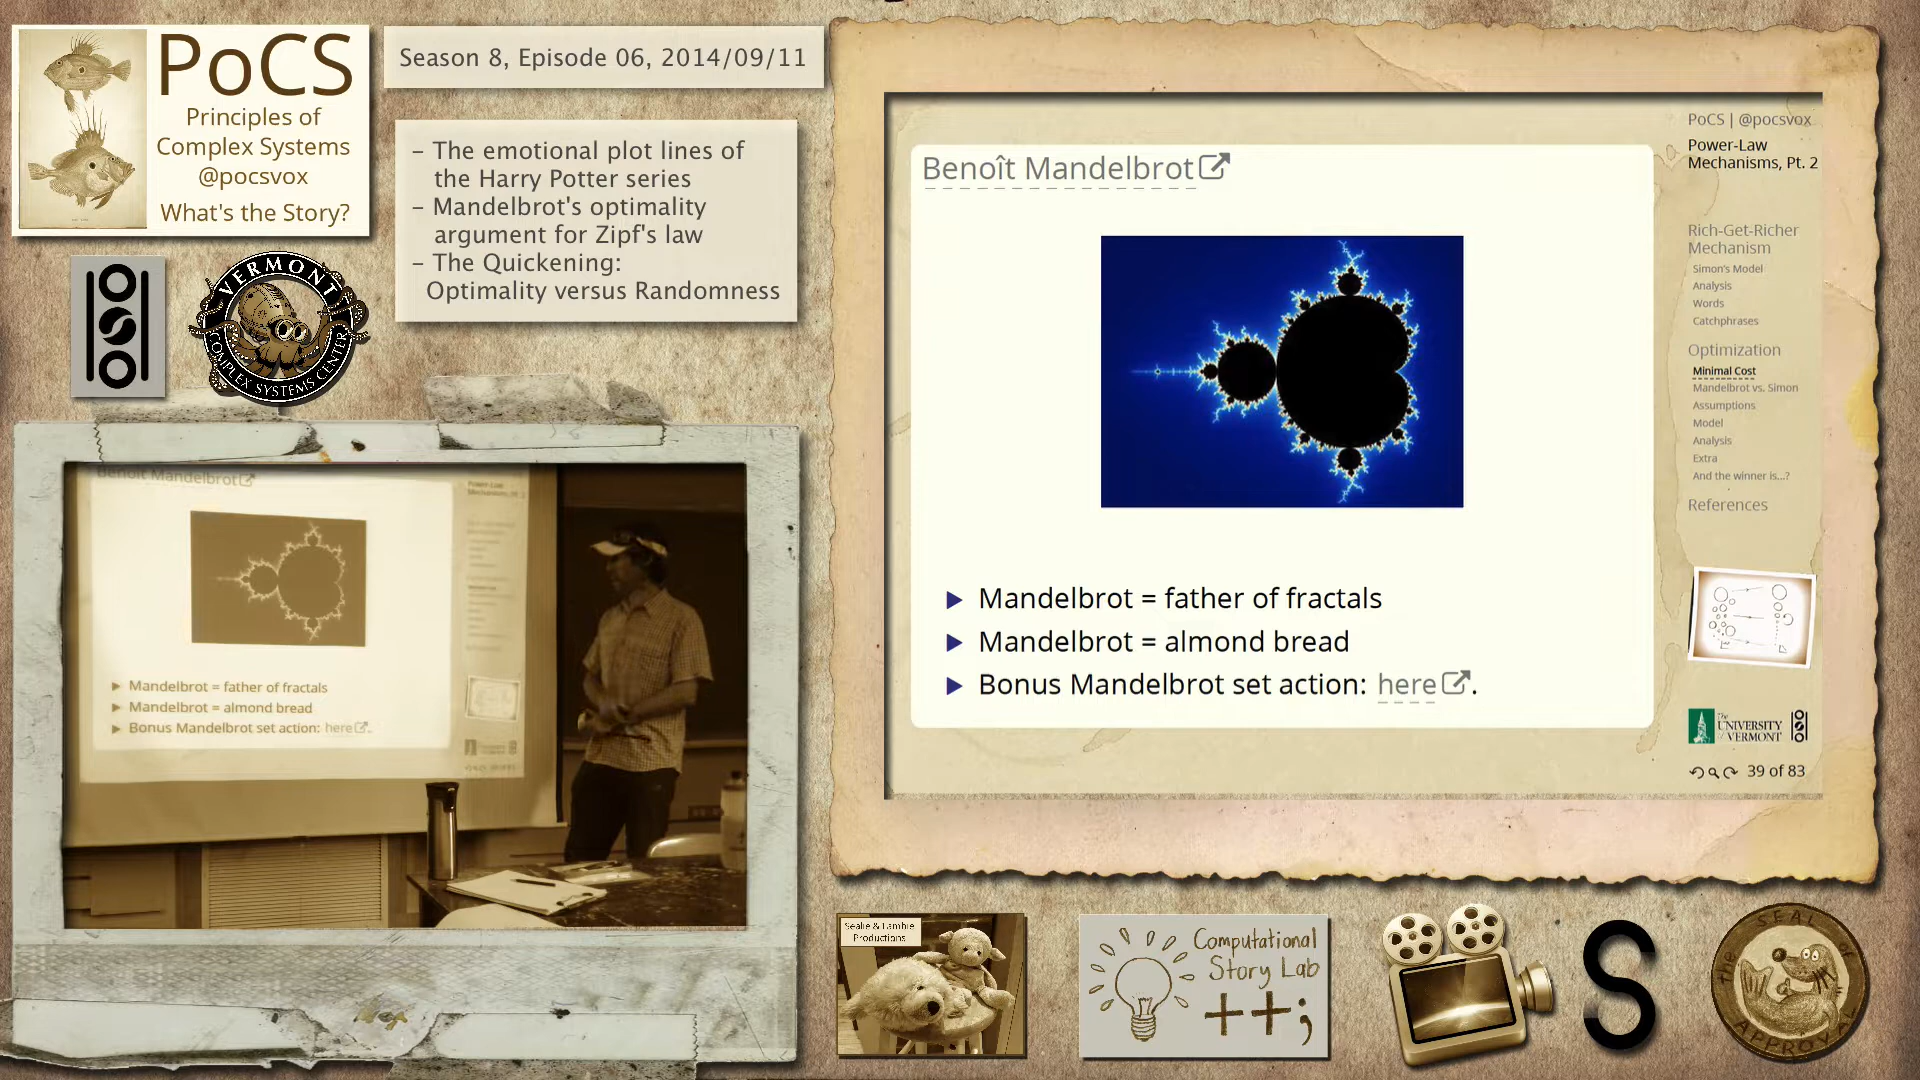 PoCS
Principles of
Complex Systems
@pocsvox
What's the Story?
Season 8, Episode 06, 2014/09/11
– The emotional plot lines of
the Harry Potter series
– Mandelbrot's optimality
argument for Zipf's law
– The Quickening:
Optimality versus Randomness
VERMONT
COMPLEX SYSTEMS CENTER
Benoît Mandelbrot
Mandelbrot = father of fractals
Mandelbrot = almond bread
Bonus Mandelbrot set action: here.
PoCS | @pocsvox
Power-Law
Mechanisms, Pt. 2
Rich-Get-Richer
Mechanism
Simon's Model
Analysis
Words
Catchphrases
Optimization
Minimal Cost
Mandelbrot vs. Simon
Assumptions
Model
Analysis
Extra
And the winner is...?
References
The
UNIVERSITY
of VERMONT
39 of 83
Benoît Mandelbrot
Power-Law
Mechanisms, Pt. 2
Mandelbrot = father of fractals
Mandelbrot = almond bread
Bonus Mandelbrot set action: here.
Sealie & Lambie
Productions
Computational
Story Lab
++;
S
the SEAL OF
APPROVAL